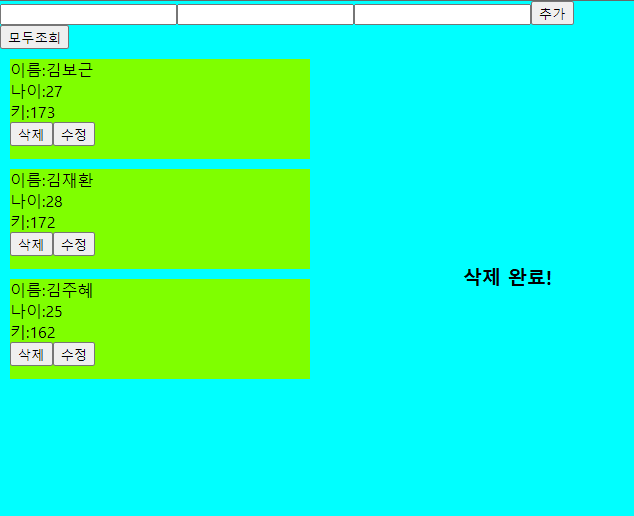 추가
모두조회
이름:김보근
나이:27
키:173
삭제 수정
이름:김재환
나이:28
키:172
삭제 수정
이름:김주혜
나이:25
키:162
삭제 수정
삭제 완료!